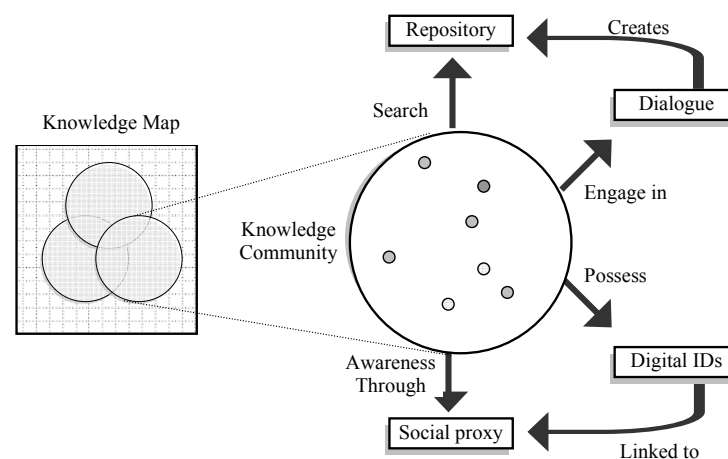 Repository
Creates
Search
Dialogue
Knowledge Map
Engage in
Knowledge
Community
Possess
Awareness
Through
Digital IDs
Social proxy
Linked to